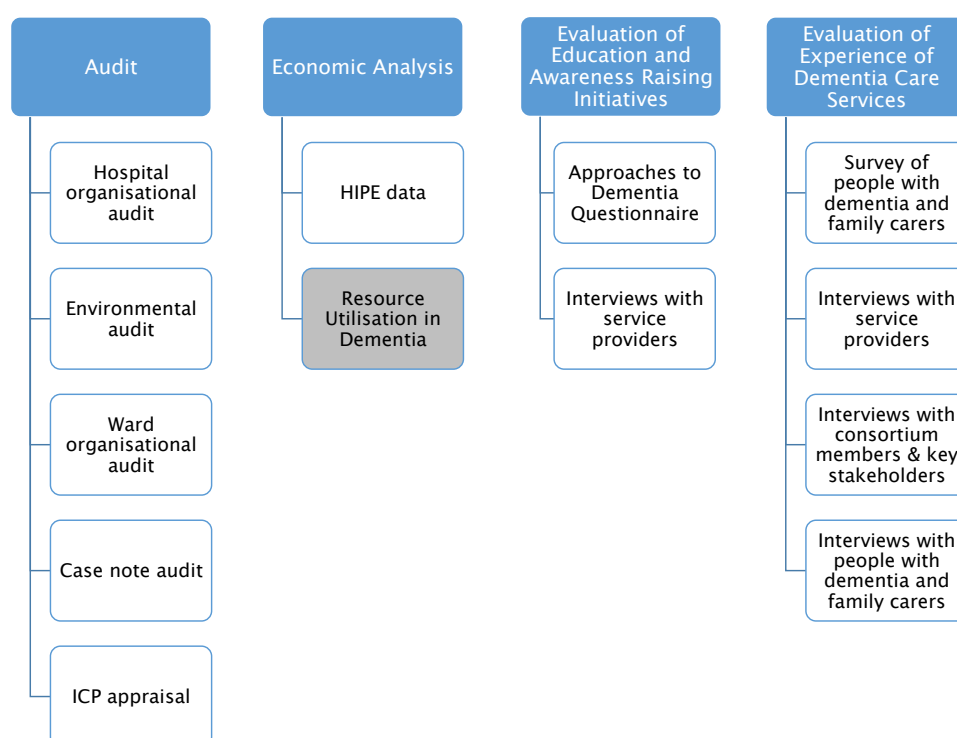 Audit
Hospital
organisational
audit
Environmental
audit
Ward
organisational
audit
Case note audit
ICP appraisal
Economic Analysis
HIPE data
Resource
Utilisation in
Dementia
Evaluation of
Education and
Awareness Raising
Initiatives
Approaches to
Dementia
Questionnaire
Interviews with
service
providers
Evaluation of
Experience of
Dementia Care
Services
Survey of
people with
dementia and
family carers
Interviews with
service
providers
Interviews with
consortium
members & key
stakeholders
Interviews with
people with
dementia and
family carers